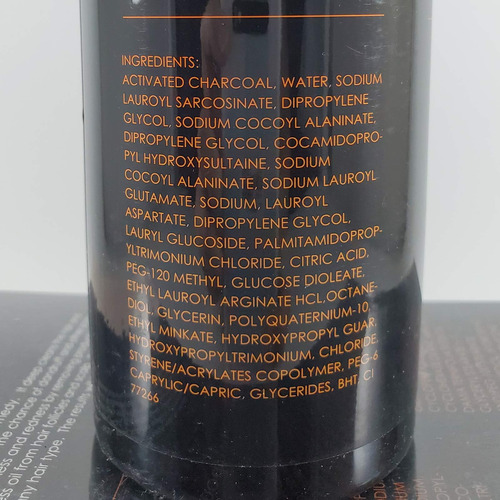 INGREDIENTS:
ACTIVATED CHARCOAL, WATER, SODIUM
LAUROYL SARCOSINATE, DIPROPYLENE
GLYCOL, SODIUM COCOYL ALANINATE,
DIPROPYLENE GLYCOL, COCAMIDOPRO-
PYL HYDROXYSULTAINE, SODIUM
COCOYL ALANINATE, SODIUM LAUROYL
GLUTAMATE, SODIUM, LAUROYL
ASPARTATE, DIPROPYLENE GLYCOL,
LAURYL GLUCOSIDE, PALMITAMIDOPROP-
YLTRIMONIUM CHLORIDE, CITRIC ACID,
PEG-120 METHYL, GLUCOSE DIOLEATE,
ETHYL LAUROYL ARGINATE HCL,OCTANE-
DIOL, GLYCERIN, POLYQUATERNIUM-10,
ETHYL MINKATE, HYDROXYPROPYL GUAR,
HYDROXYPROPYLTRIMONIUM, CHLORIDE,
STYRENE/ACRYLATES COPOLYMER, PEG-6
CAPRYLIC/CAPRIC, GLYCERIDES, BHT, CI
77266